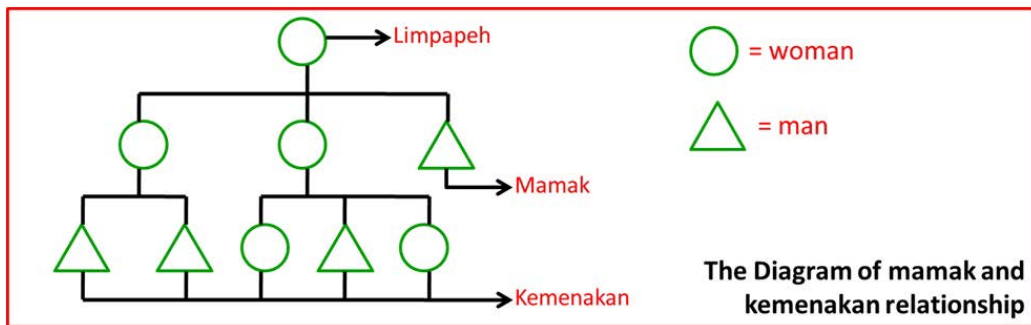 Limpapeh
= woman
= man
Mamak
Kemenakan
The Diagram of mamak and
kemenakan relationship